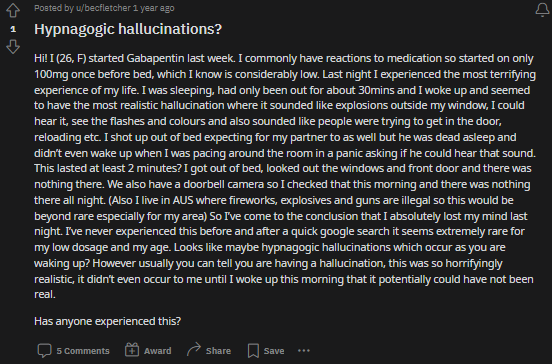 Posted by u/becfletcher 1 year ago
1
Hypnagogic hallucinations?
Hi! I (26, F) started Gabapentin last week. I commonly have reactions to medication so started on only
100mg once before bed, which I know is considerably low. Last night I experienced the most terrifying
experience of my life. I was sleeping, had only been out for about 30mins and I woke up and seemed
to have the most realistic hallucination where it sounded like explosions outside my window, I could
hear it, see the flashes and colours and also sounded like people were trying to get in the door,
reloading etc. I shot up out of bed expecting for my partner to as well but he was dead asleep and
didn't even wake up when I was pacing around the room in a panic asking if he could hear that sound.
This lasted at least 2 minutes? I got out of bed, looked out the windows and front door and there was
nothing there. We also have a doorbell camera so I checked that this morning and there was nothing
there all night. (Also I live in AUS where fireworks, explosives and guns are illegal so this would be
beyond rare especially for my area) So I've come to the conclusion that I absolutely lost my mind last
night. I've never experienced this before and after a quick google search it seems extremely rare for
my low dosage and my age. Looks like maybe hypnagogic hallucinations which occur as you are
waking up? However usually you can tell you are having a hallucination, this was so horrifyingly
realistic, it didn't even occur to me until I woke up this morning that it potentially could have not been
real.
Has anyone experienced this?
5 Comments Award Share Save ...